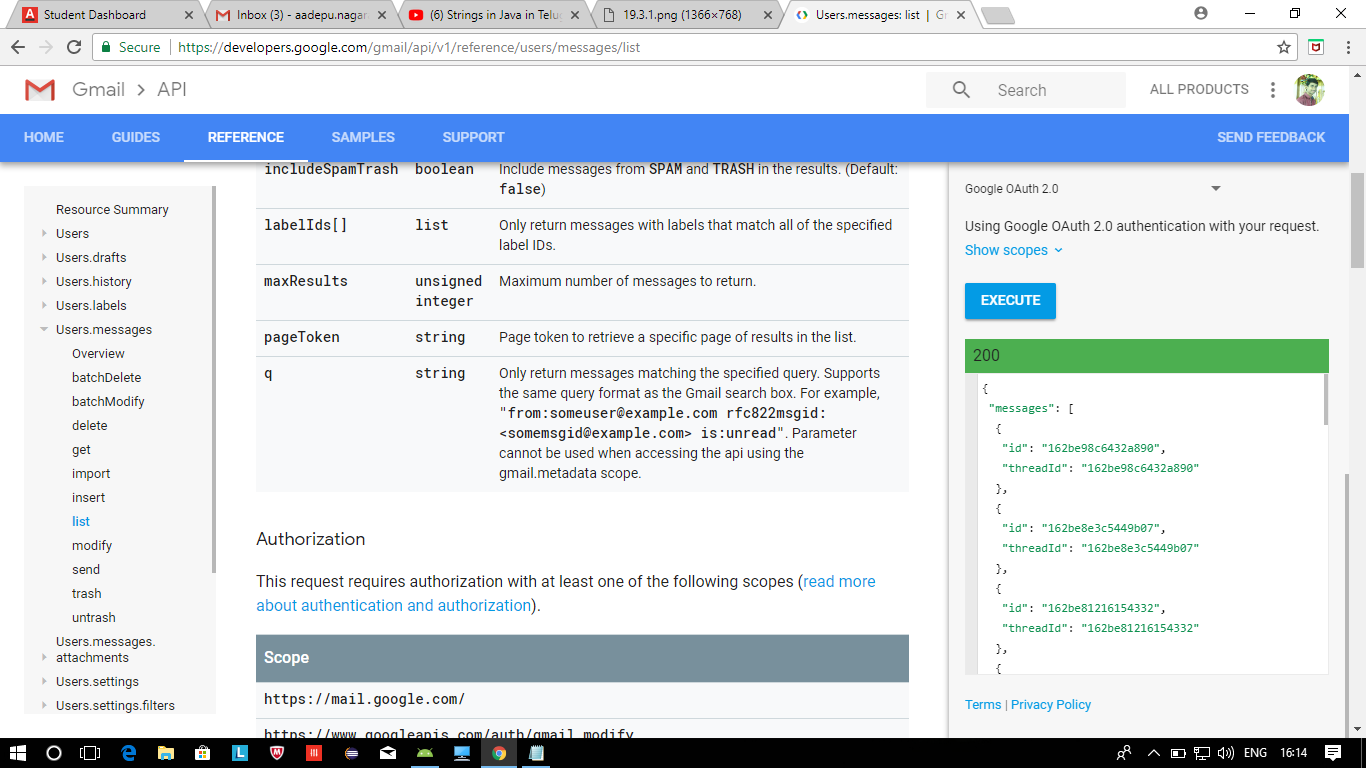 Student Dashboard
Inbox (3) - aadepu.nagar
(6) Strings in Java in Telu
19.3.1.png (1366×768)
Users.messages: list | G
Secure
https://developers.google.com/gmail/api/v1/reference/users/messages/list
Gmail > API
Search
ALL PRODUCTS
HOME
GUIDES
REFERENCE
SAMPLES
SUPPORT
SEND FEEDBACK
Resource Summary
Users
Users.drafts
Users.history
Users.labels
Users.messages
Overview
batchDelete
batchModify
delete
get
import
insert
list
modify
send
trash
untrash
Users.messages.
attachments
Users.settings
Users.settings.filters
includeSpamTrash boolean Include messages from SPAM and TRASH in the results. (Default:
false)
labelIds[] list Only return messages with labels that match all of the specified
label IDs.
maxResults unsigned Maximum number of messages to return.
integer
pageToken string Page token to retrieve a specific page of results in the list.
q string Only return messages matching the specified query. Supports
the same query format as the Gmail search box. For example,
"from:someuser@example.com rfc822msgid:
<somemsgid@example.com> is:unread". Parameter
cannot be used when accessing the api using the
gmail.metadata scope.
Authorization
This request requires authorization with at least one of the following scopes (read more
about authentication and authorization).
Scope
https://mail.google.com/
https://www.googleapis.com/auth/gmail.modify
Google OAuth 2.0
Using Google OAuth 2.0 authentication with your request.
Show scopes
EXECUTE
200
{
"messages": [
{
"id": "162be98c6432a890",
"threadId": "162be98c6432a890"
},
{
"id": "162be8e3c5449b07",
"threadId": "162be8e3c5449b07"
},
{
"id": "162be81216154332",
"threadId": "162be81216154332"
},
{
Terms | Privacy Policy
ENG
16:14